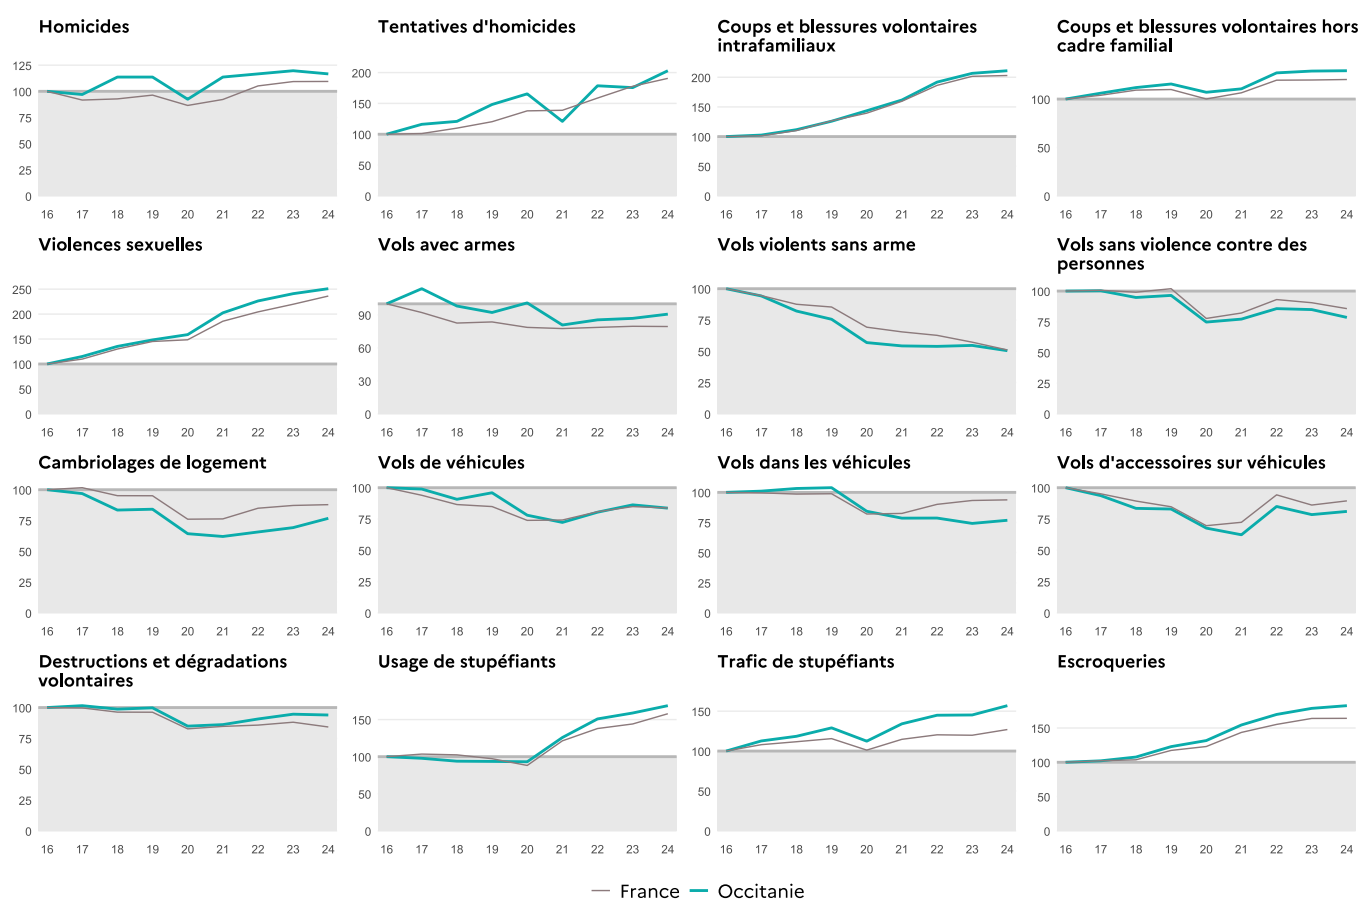 Homicides
125
100
75
50
25
0
16 17 18 19 20 21 22 23 24
Tentatives d'homicides
200
150
100
50
0
16 17 18 19 20 21 22 23 24
Coups et blessures volontaires
intrafamiliaux
200
150
100
50
0
16 17 18 19 20 21 22 23 24
Coups et blessures volontaires hors
cadre familial
100
50
0
16 17 18 19 20 21 22 23 24
Violences sexuelles
250
200
150
100
50
0
16 17 18 19 20 21 22 23 24
Vols avec armes
90
60
30
0
16 17 18 19 20 21 22 23 24
Vols violents sans arme
100
75
50
25
0
16 17 18 19 20 21 22 23 24
Vols sans violence contre des
personnes
100
75
50
25
0
16 17 18 19 20 21 22 23 24
Cambriolages de logement
100
75
50
25
0
16 17 18 19 20 21 22 23 24
Vols de véhicules
100
75
50
25
0
16 17 18 19 20 21 22 23 24
Vols dans les véhicules
100
75
50
25
0
16 17 18 19 20 21 22 23 24
Vols d'accessoires sur véhicules
100
75
50
25
0
16 17 18 19 20 21 22 23 24
Destructions et dégradations
volontaires
100
75
50
25
0
16 17 18 19 20 21 22 23 24
Usage de stupéfiants
150
100
50
0
16 17 18 19 20 21 22 23 24
Trafic de stupéfiants
150
100
50
0
16 17 18 19 20 21 22 23 24
Escroqueries
150
100
50
0
16 17 18 19 20 21 22 23 24
France Occitanie